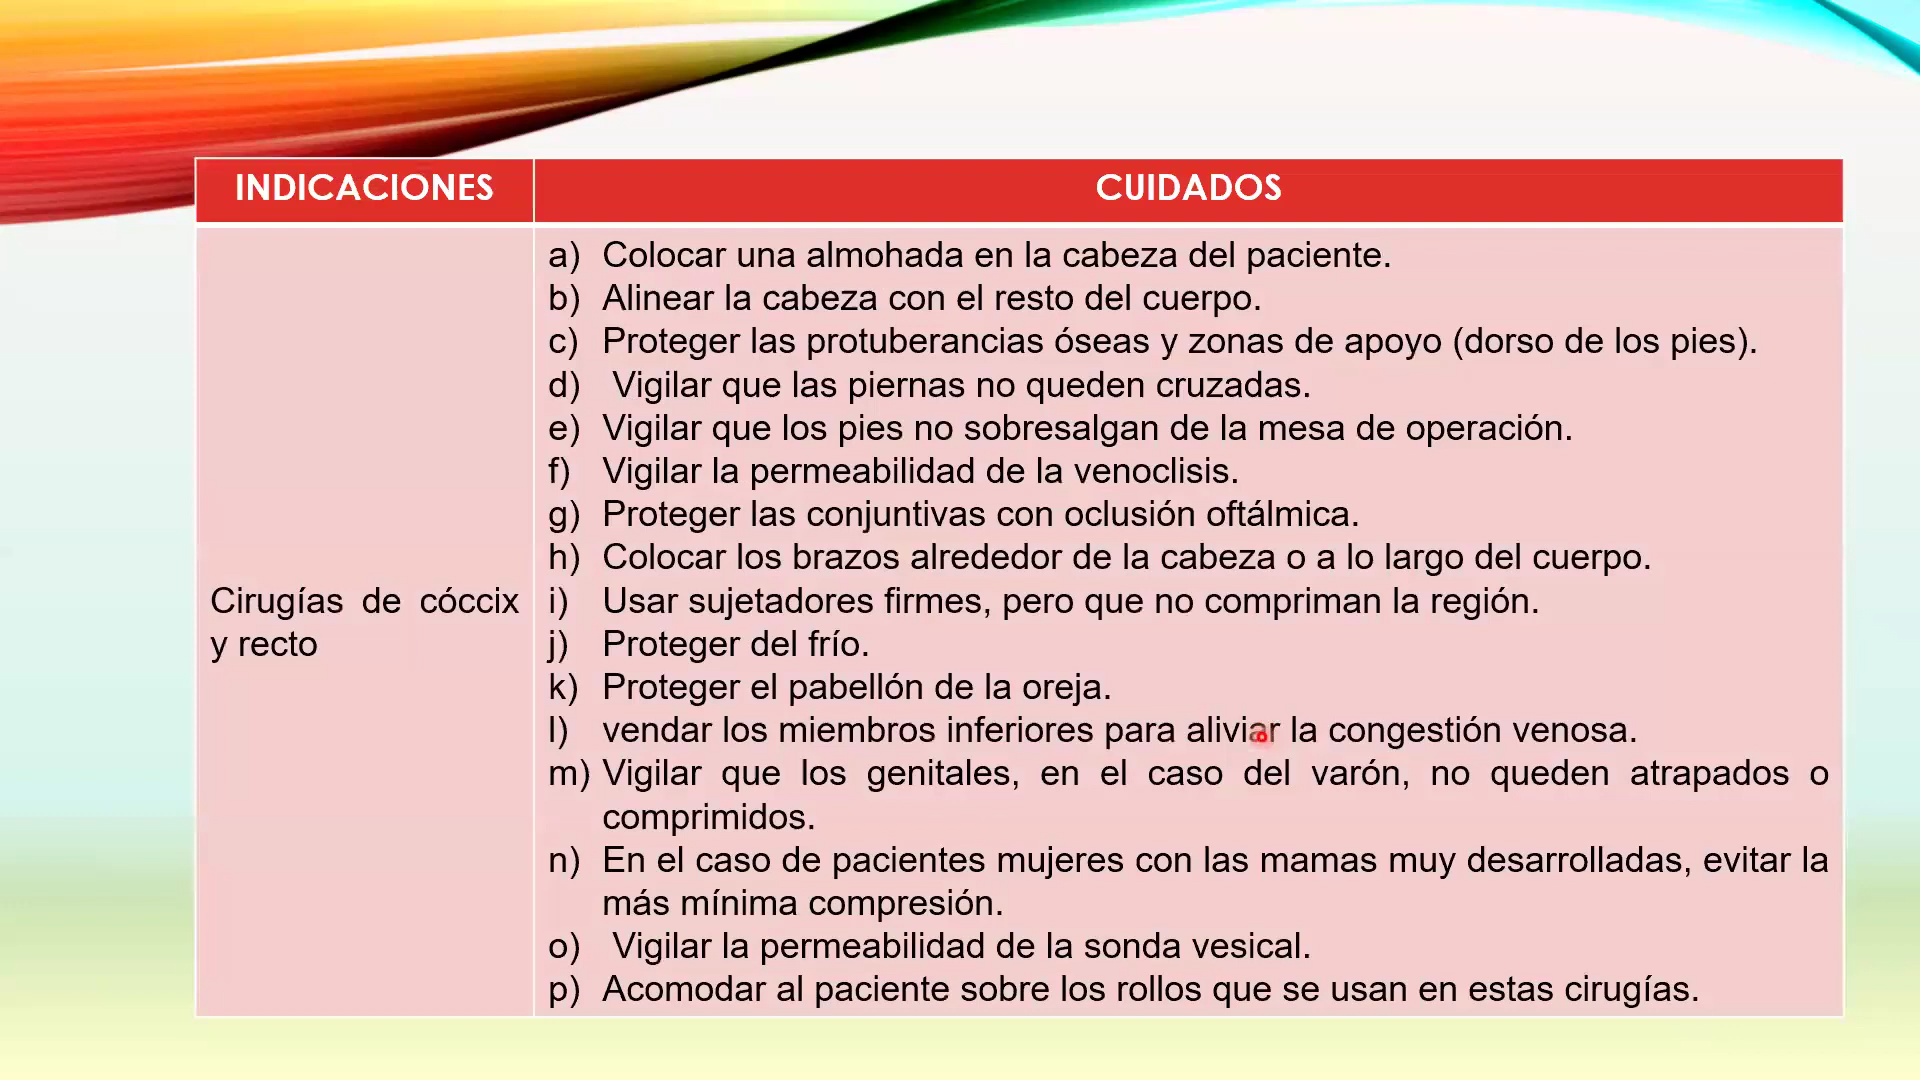 INDICACIONES
CUIDADOS
Cirugías de cóccix
y recto
a) Colocar una almohada en la cabeza del paciente.
b) Alinear la cabeza con el resto del cuerpo.
c) Proteger las protuberancias óseas y zonas de apoyo (dorso de los pies).
d) Vigilar que las piernas no queden cruzadas.
e) Vigilar que los pies no sobresalgan de la mesa de operación.
f) Vigilar la permeabilidad de la venoclisis.
g) Proteger las conjuntivas con oclusión oftálmica.
h) Colocar los brazos alrededor de la cabeza o a lo largo del cuerpo.
i) Usar sujetadores firmes, pero que no compriman la región.
j) Proteger del frío.
k) Proteger el pabellón de la oreja.
l) vendar los miembros inferiores para aliviar la congestión venosa.
m) Vigilar que los genitales, en el caso del varón, no queden atrapados o
comprimidos.
n) En el caso de pacientes mujeres con las mamas muy desarrolladas, evitar la
más mínima compresión.
o) Vigilar la permeabilidad de la sonda vesical.
p) Acomodar al paciente sobre los rollos que se usan en estas cirugías.